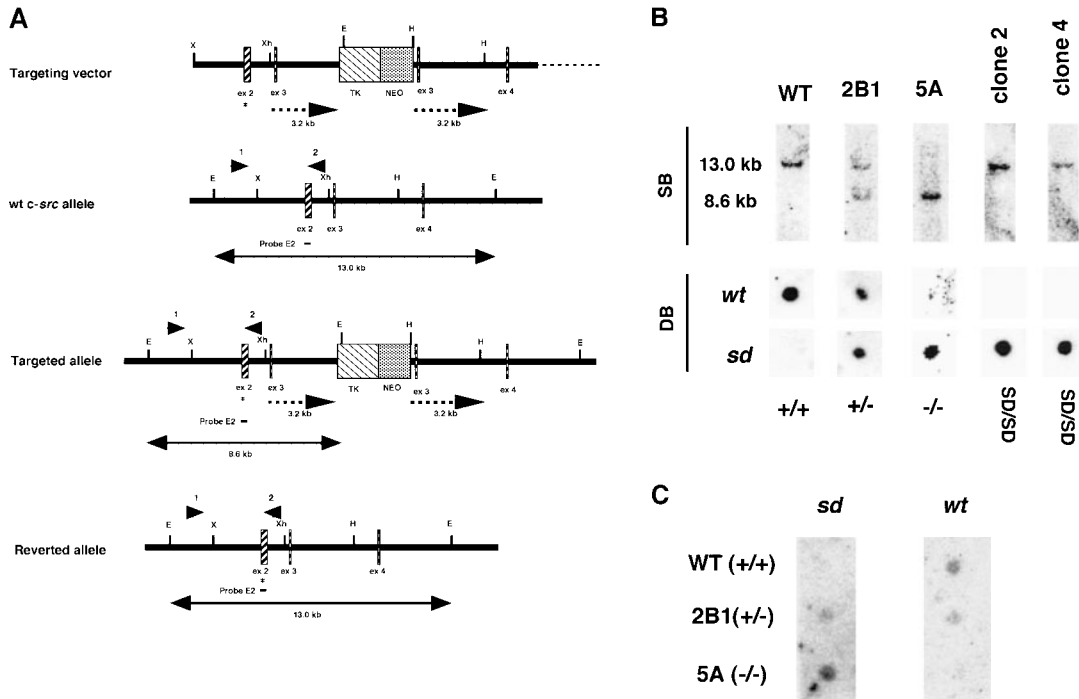 A
X
Xh
E
H
H
Targeting vector
ex 2
ex 3
TK
NEO
ex 3
ex 4
*
3.2 kb
3.2 kb
1
2
E
X
Xh
H
E
wt c-src allele
ex 2
ex 3
ex 4
Probe E2
13.0 kb
1
2
E
E
X
Xh
H
H
E
Targeted allele
ex 2
ex 3
TK
NEO
ex 3
ex 4
*
3.2 kb
3.2 kb
Probe E2
8.6 kb
1
2
E
X
Xh
H
E
Reverted allele
ex 2
ex 3
ex 4
*
Probe E2
13.0 kb
B
WT
2B1
5A
clone 2
clone 4
SB
13.0 kb
8.6 kb
DB
wt
sd
+/+
+/-
-/-
SD/SD
SD/SD
C
sd
wt
WT (+/+)
2B1(+/-)
5A (-/-)